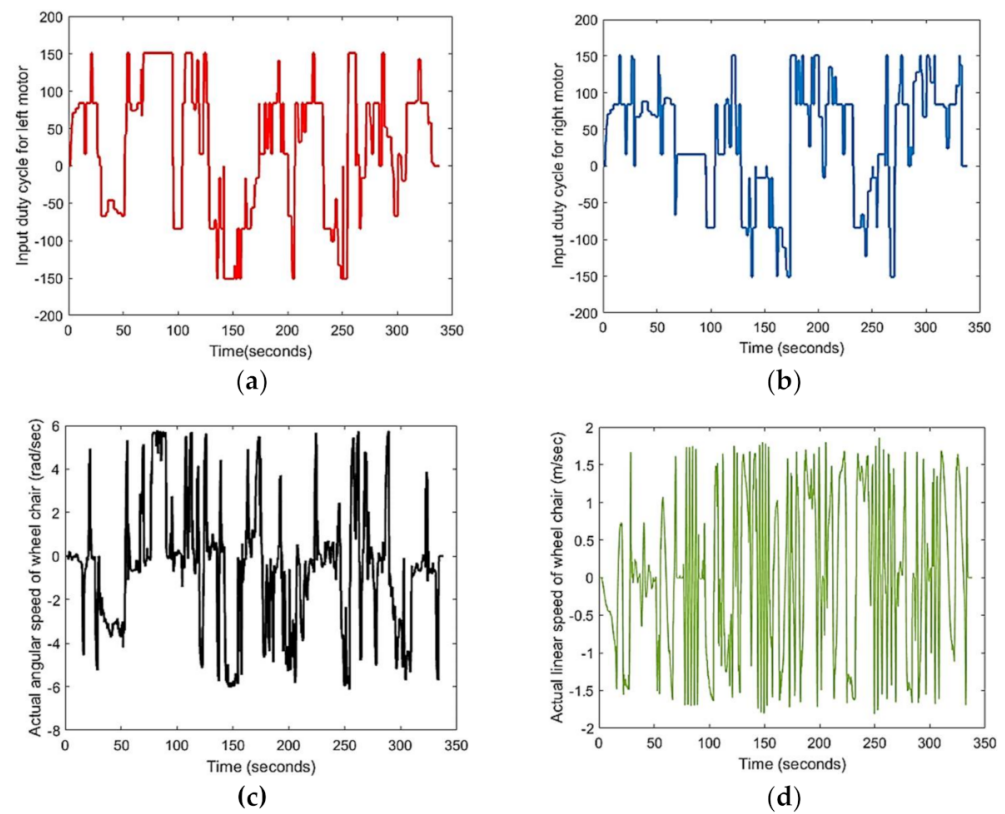 Input duty cycle for left motor
200
150
100
50
0
-50
-100
-150
-200
0 50 100 150 200 250 300 350
Time(seconds)
(a)
Input duty cycle for right motor
200
150
100
50
0
-50
-100
-150
-200
0 50 100 150 200 250 300 350
Time (seconds)
(b)
Actual angular speed of wheel chair (rad/sec)
6
4
2
0
-2
-4
-6
-8
0 50 100 150 200 250 300 350
Time (seconds)
(c)
Actual linear speed of wheel chair (m/sec)
2
1.5
1
0.5
0
-0.5
-1
-1.5
-2
0 50 100 150 200 250 300 350
Time (seconds)
(d)